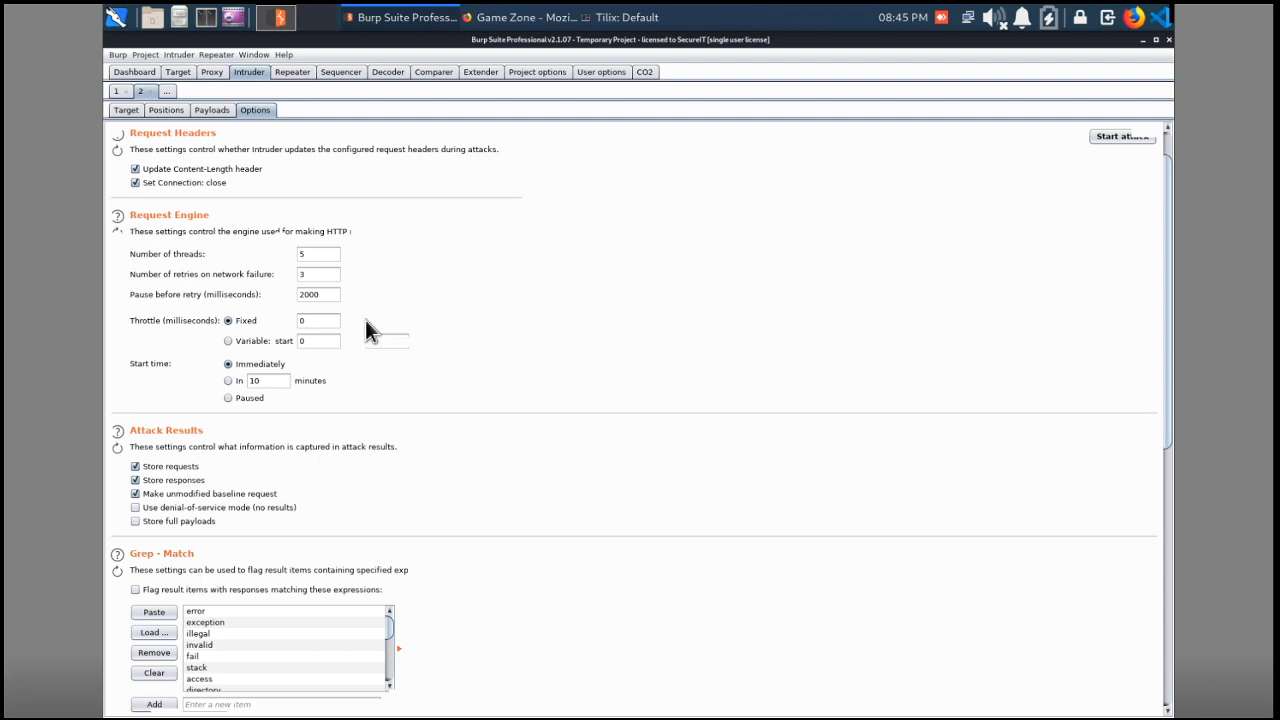 Burp Suite Profess...
Game Zone - Mozi...
Tilix: Default
08:45 PM
Burp Suite Professional v2.1.07 - Temporary Project - licensed to SecureIT [single user license]
Burp Project Intruder Repeater Window Help
Dashboard Target Proxy Intruder Repeater Sequencer Decoder Comparer Extender Project options User options CO2
1 × 2 × ...
Target Positions Payloads Options
Request Headers
Start
These settings control whether Intruder updates the configured request headers during attacks.
Update Content-Length header
Set Connection: close
? Request Engine
These settings control the engine used for making HTTP
Number of threads: 5
Number of retries on network failure: 3
Pause before retry (milliseconds): 2000
Throttle (milliseconds): Fixed 0
Variable: start 0
Start time: Immediately
In 10 minutes
Paused
? Attack Results
These settings control what information is captured in attack results.
Store requests
Store responses
Make unmodified baseline request
Use denial-of-service mode (no results)
Store full payloads
? Grep - Match
These settings can be used to flag result items containing specified exp
Flag result items with responses matching these expressions:
Paste
Load ...
Remove
Clear
error
exception
illegal
invalid
fail
stack
access
directory
Add Enter a new item